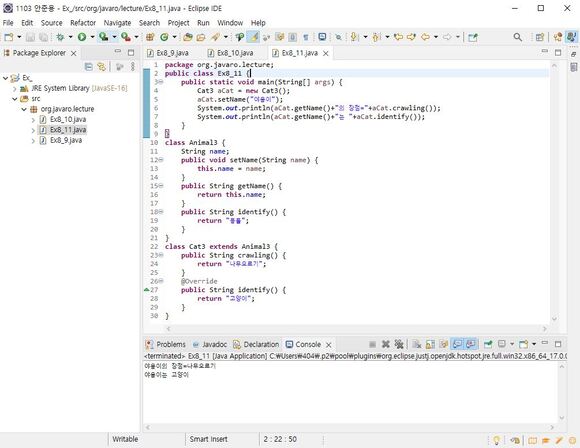 1103 안준용 - Ex_/src/org/javaro/lecture/Ex8_11.java - Eclipse IDE
File Edit Source Refactor Navigate Search Project Run Window Help
Package Explorer
Ex_
JRE System Library [JavaSE-16]
src
org.javaro.lecture
Ex8_10.java
Ex8_11.java
Ex8_9.java
Ex8_9.java Ex8_10.java Ex8_11.java
1 package org.javaro.lecture;
2 public class Ex8_11 {
3 public static void main(String[] args) {
4 Cat3 aCat = new Cat3();
5 aCat.setName("야옹이");
6 System.out.println(aCat.getName()+"의 장점="+aCat.crawling());
7 System.out.println(aCat.getName()+"는 "+aCat.identify());
8 }
9 }
10 class Animal3 {
11 String name;
12 public void setName(String name) {
13 this.name = name;
14 }
15 public String getName() {
16 return this.name;
17 }
18 public String identify() {
19 return "동물";
20 }
21 }
22 class Cat3 extends Animal3 {
23 public String crawling() {
24 return "나무오르기";
25 }
26 @Override
27 public String identify() {
28 return "고양이";
29 }
30 }
Problems Javadoc Declaration Console
<terminated> Ex8_11 [Java Application] C:\Users\404\.p2\pool\plugins\org.eclipse.justj.openjdk.hotspot.jre.full.win32.x86_64_17.0.0
야옹이의 장점=나무오르기
야옹이는 고양이
Writable Smart Insert 2 : 22 : 50